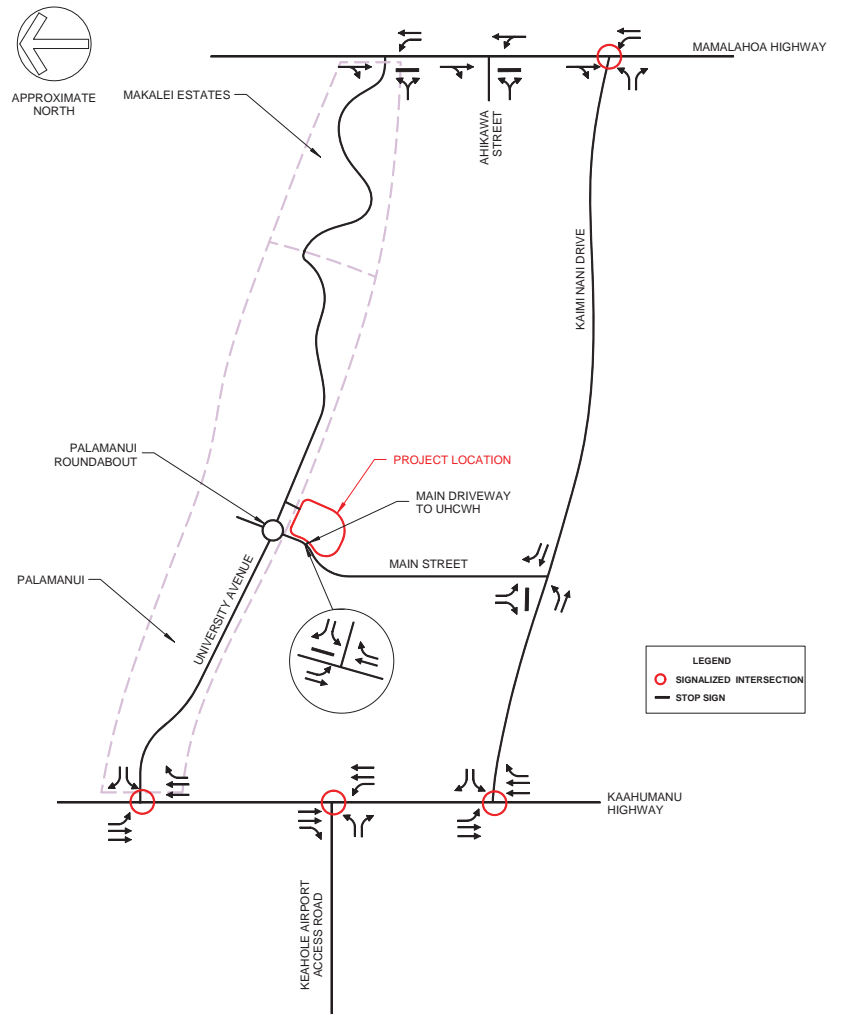 MAMALAHOA HIGHWAY
APPROXIMATE
NORTH
MAKALEI ESTATES
AHIKAWA
STREET
KAIMI NANI DRIVE
PALAMANUI
ROUNDABOUT
PROJECT LOCATION
MAIN DRIVEWAY
TO UHCWH
MAIN STREET
PALAMANUI
UNIVERSITY AVENUE
LEGEND
SIGNALIZED INTERSECTION
STOP SIGN
KAAHUMANU
HIGHWAY
KEAHOLE AIRPORT
ACCESS ROAD